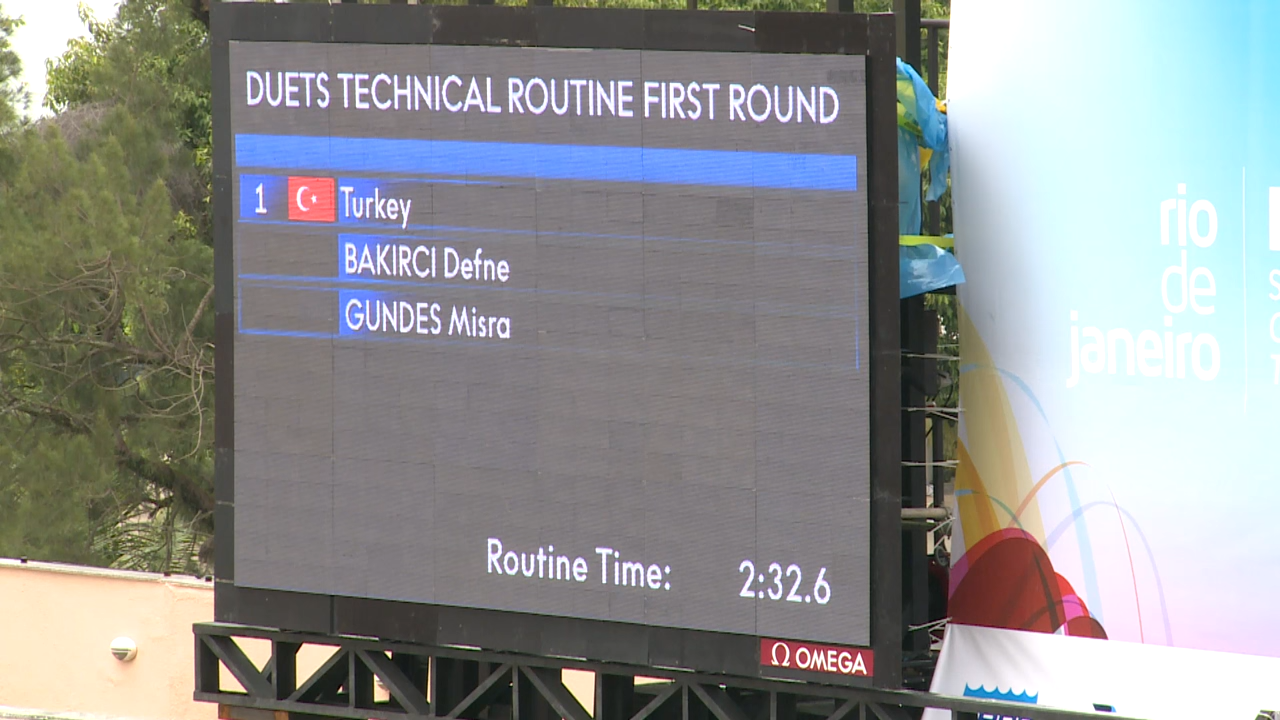 DUETS TECHNICAL ROUTINE FIRST ROUND
1 Turkey
BAKIRCI Defne
GUNDES Misra
Routine Time: 2:32.6
Ω OMEGA
rio
de
janeiro